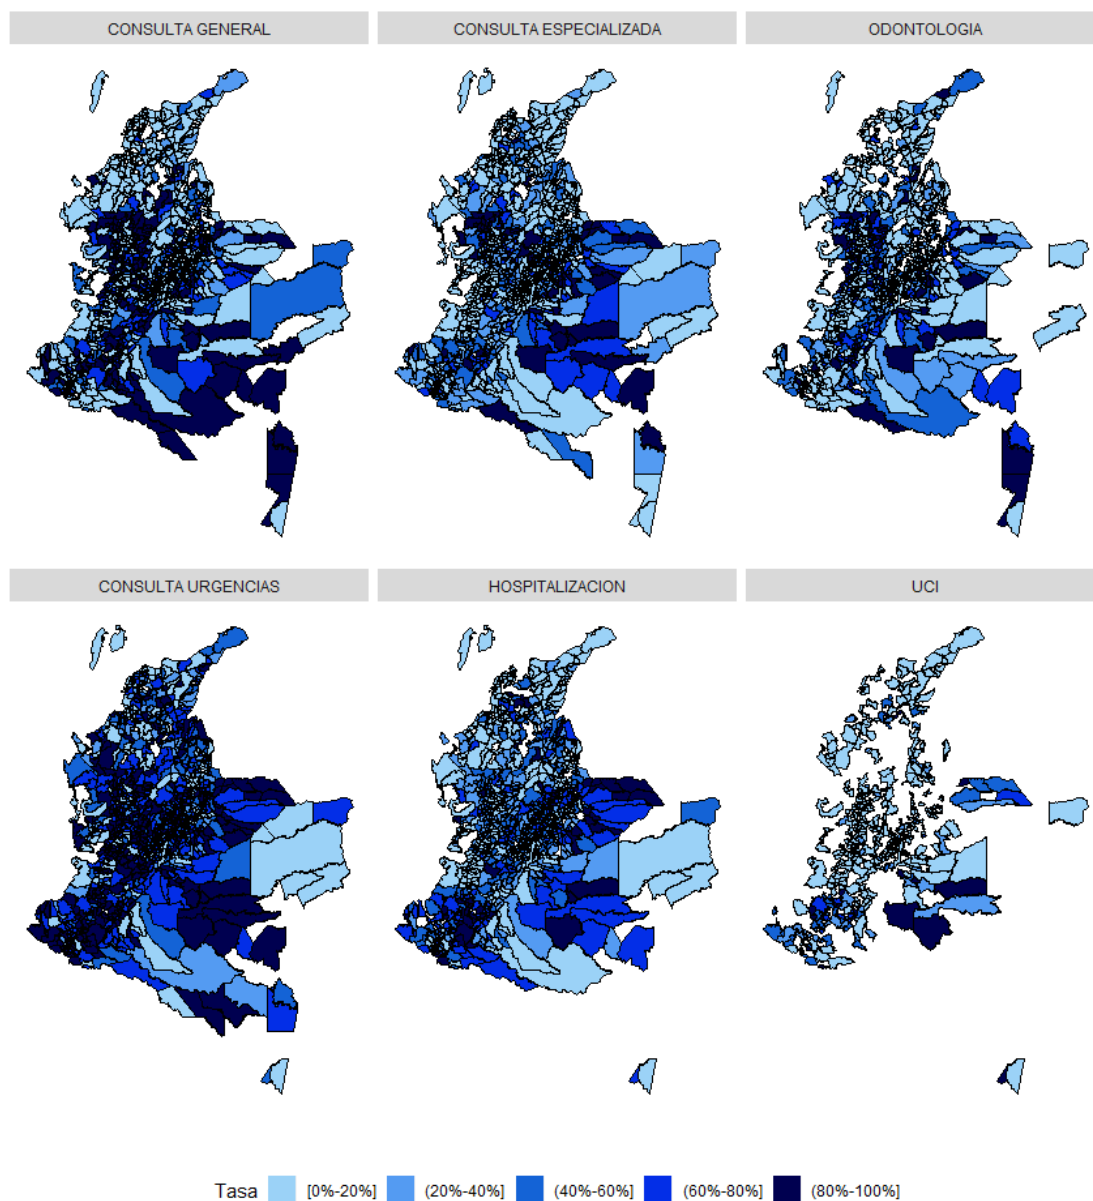 CONSULTA GENERAL CONSULTA ESPECIALIZADA ODONTOLOGIA
CONSULTA URGENCIAS HOSPITALIZACION UCI
Tasa [0%-20%] (20%-40%] (40%-60%] (60%-80%] (80%-100%]